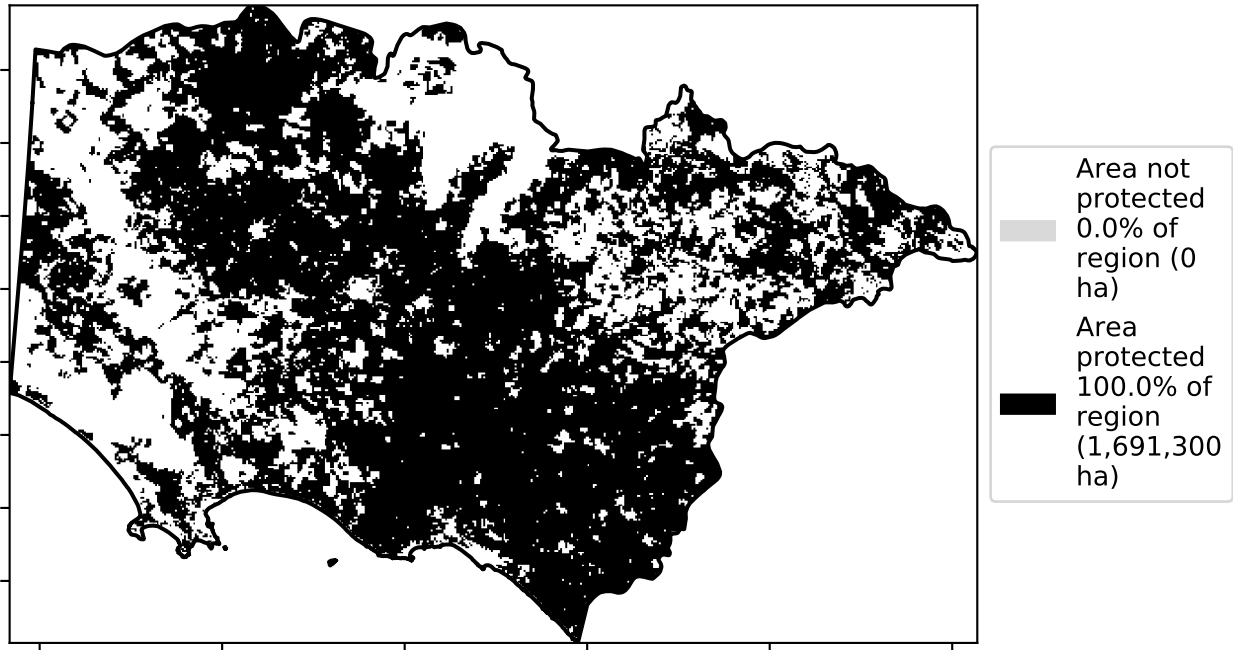 Area not
protected
0.0% of
region (0
ha)
Area
protected
100.0% of
region
(1,691,300
ha)